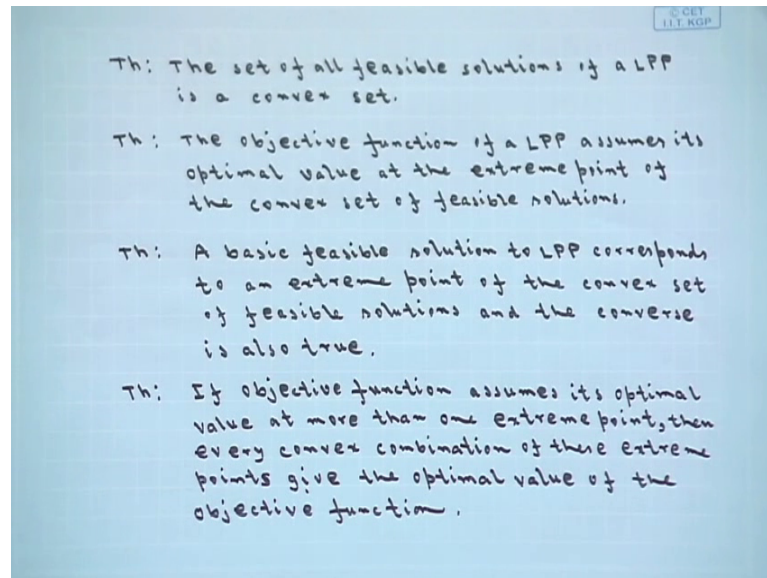 © CET
I.I.T. KGP
Th: The set of all feasible solutions of a LPP
is a convex set.
Th: The objective function of a LPP assumes its
optimal value at the extreme point of
the convex set of feasible solutions.
Th: A basic feasible solution to LPP corresponds
to an extreme point of the convex set
of feasible solutions and the converse
is also true.
Th: If objective function assumes its optimal
value at more than one extreme point, then
every convex combination of these extreme
points give the optimal value of the
objective function.